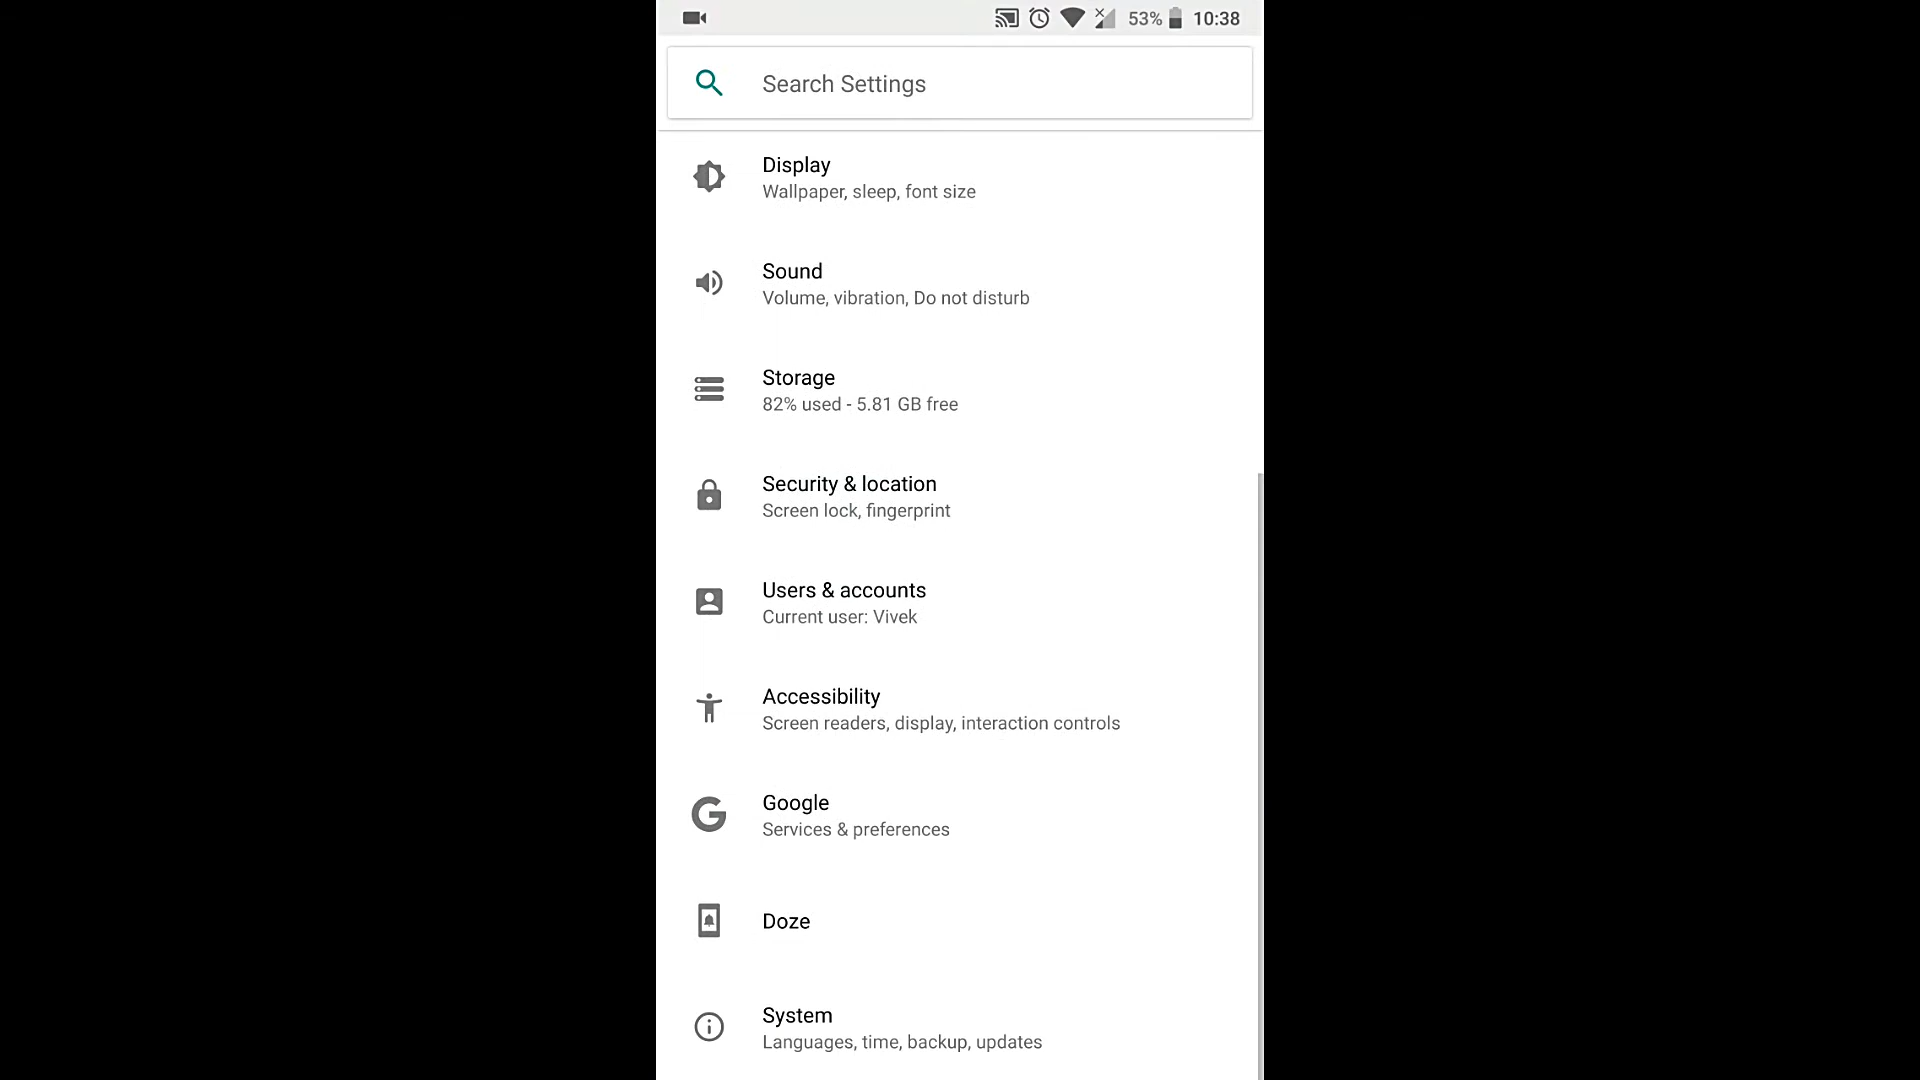 53% 10:38
Search Settings
Display
Wallpaper, sleep, font size
Sound
Volume, vibration, Do not disturb
Storage
82% used - 5.81 GB free
Security & location
Screen lock, fingerprint
Users & accounts
Current user: Vivek
Accessibility
Screen readers, display, interaction controls
Google
Services & preferences
Doze
System
Languages, time, backup, updates